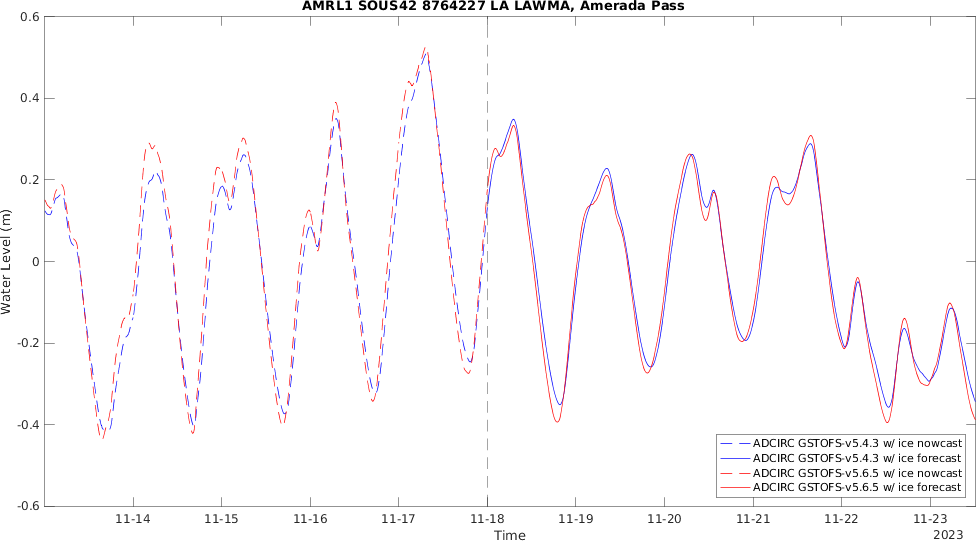 AMRL1 SOUS42 8764227 LA LAWMA, Amerada Pass
0.6
0.4
0.2
0
-0.2
-0.4
-0.6
Water Level (m)
11-14
11-15
11-16
11-17
11-18
11-19
11-20
11-21
11-22
11-23
Time
2023
ADCIRC GSTOFS-v5.4.3 w/ ice nowcast
ADCIRC GSTOFS-v5.4.3 w/ ice forecast
ADCIRC GSTOFS-v5.6.5 w/ ice nowcast
ADCIRC GSTOFS-v5.6.5 w/ ice forecast